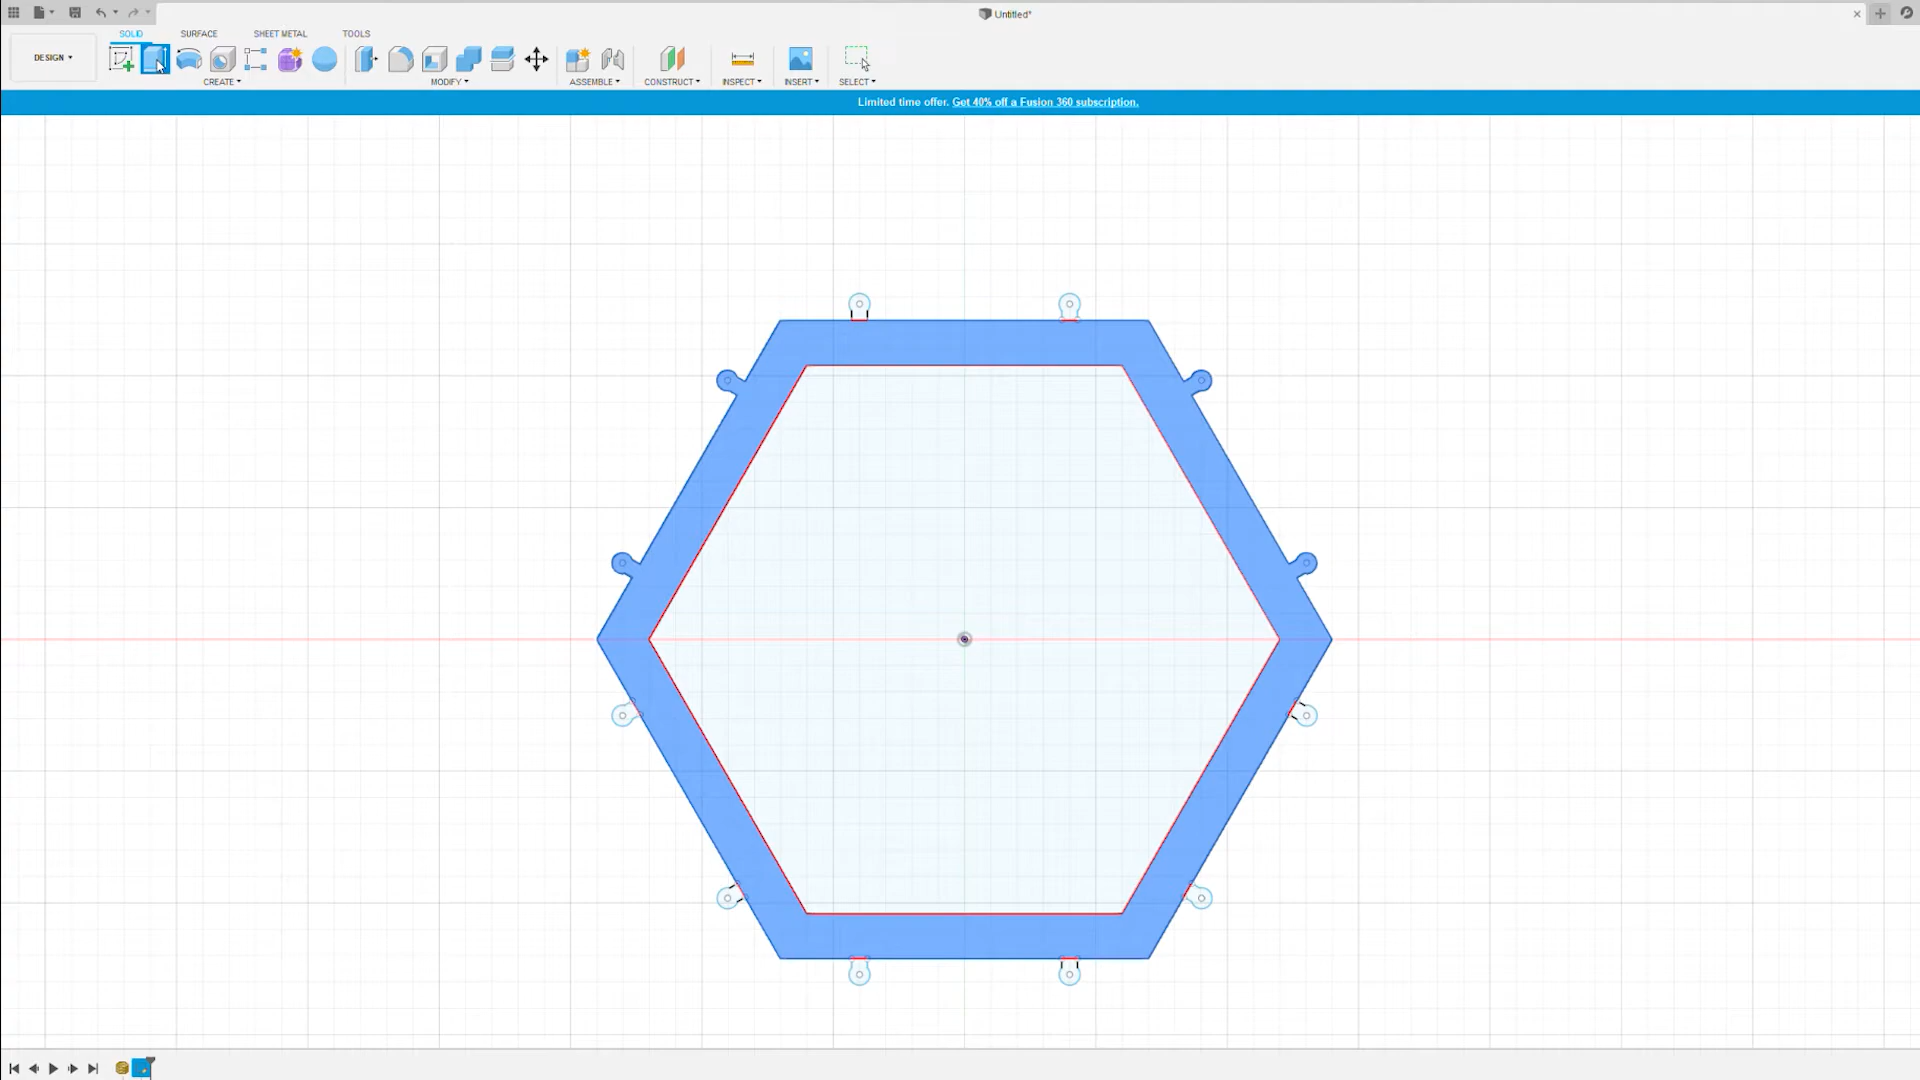 Untitled*
SOLID SURFACE SHEET METAL TOOLS
DESIGN
CREATE MODIFY ASSEMBLE CONSTRUCT INSPECT INSERT SELECT
Limited time offer. Get 40% off a Fusion 360 subscription.